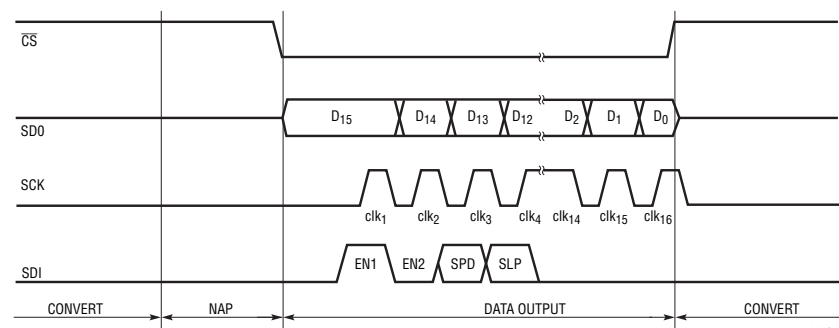 CS
D15 D14 D13 D12 D2 D1 D0
SD0
SCK
clk1 clk2 clk3 clk4 clk14 clk15 clk16
EN1 EN2 SPD SLP
SDI
CONVERT NAP DATA OUTPUT CONVERT